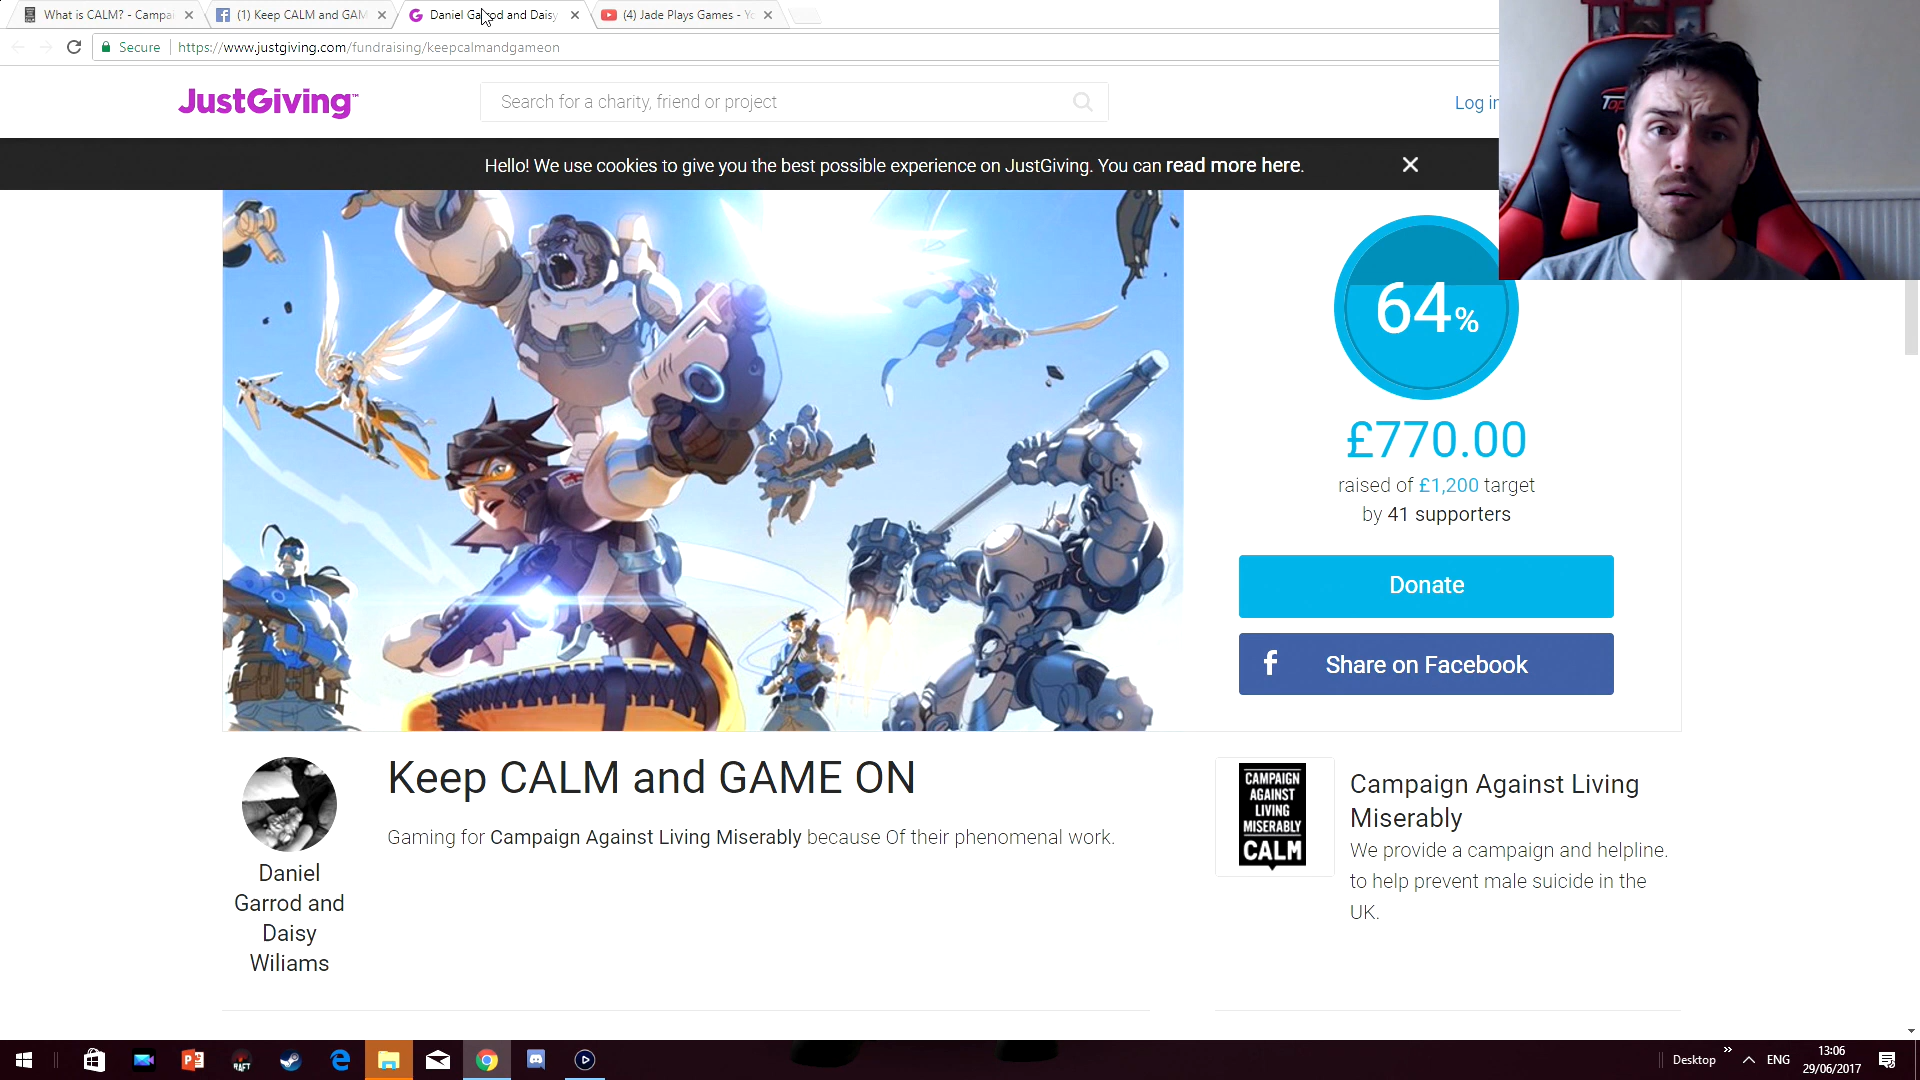 What is CALM? - Campai
(1) Keep CALM and GAM
Daniel Garrod and Daisy
(4) Jade Plays Games - Yo
Secure
https://www.justgiving.com/fundraising/keepcalmandgameon
JustGiving™
Search for a charity, friend or project
Log in
Hello! We use cookies to give you the best possible experience on JustGiving. You can read more here.
64%
£770.00
raised of £1,200 target
by 41 supporters
Donate
f Share on Facebook
Keep CALM and GAME ON
Gaming for Campaign Against Living Miserably because Of their phenomenal work.
Daniel
Garrod and
Daisy
Wiliams
CAMPAIGN
AGAINST
LIVING
MISERABLY
CALM
Campaign Against Living
Miserably
We provide a campaign and helpline.
to help prevent male suicide in the
UK.
RAFT
Desktop
ENG
13:06
29/06/2017